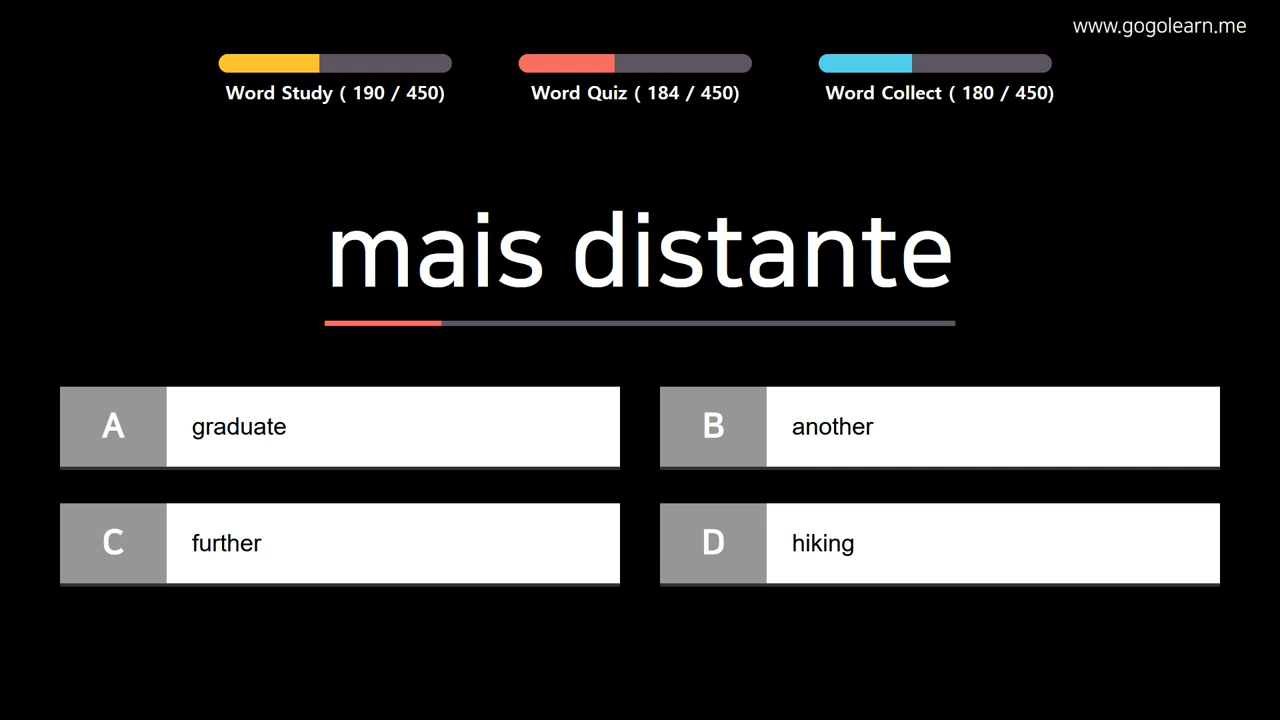 www.gogolearn.me
Word Study ( 190 / 450)
Word Quiz ( 184 / 450)
Word Collect ( 180 / 450)
mais distante
A
graduate
B
another
C
further
D
hiking